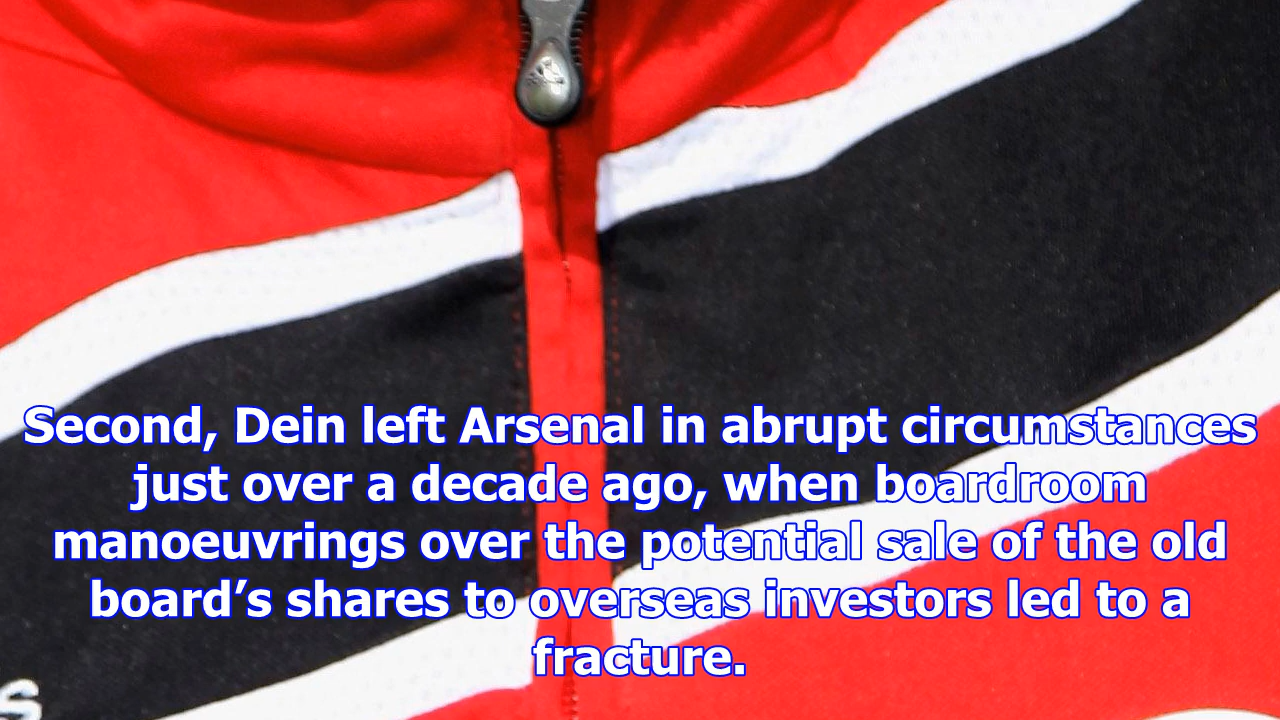 Second, Dein left Arsenal in abrupt circumstances
just over a decade ago, when boardroom
manoeuvrings over the potential sale of the old
board’s shares to overseas investors led to a
fracture.
s